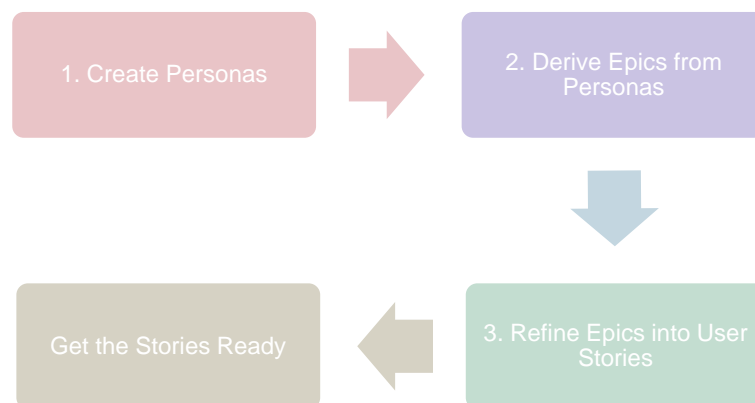 1. Create Personas
2. Derive Epics from
Personas
3. Refine Epics into User
Stories
Get the Stories Ready